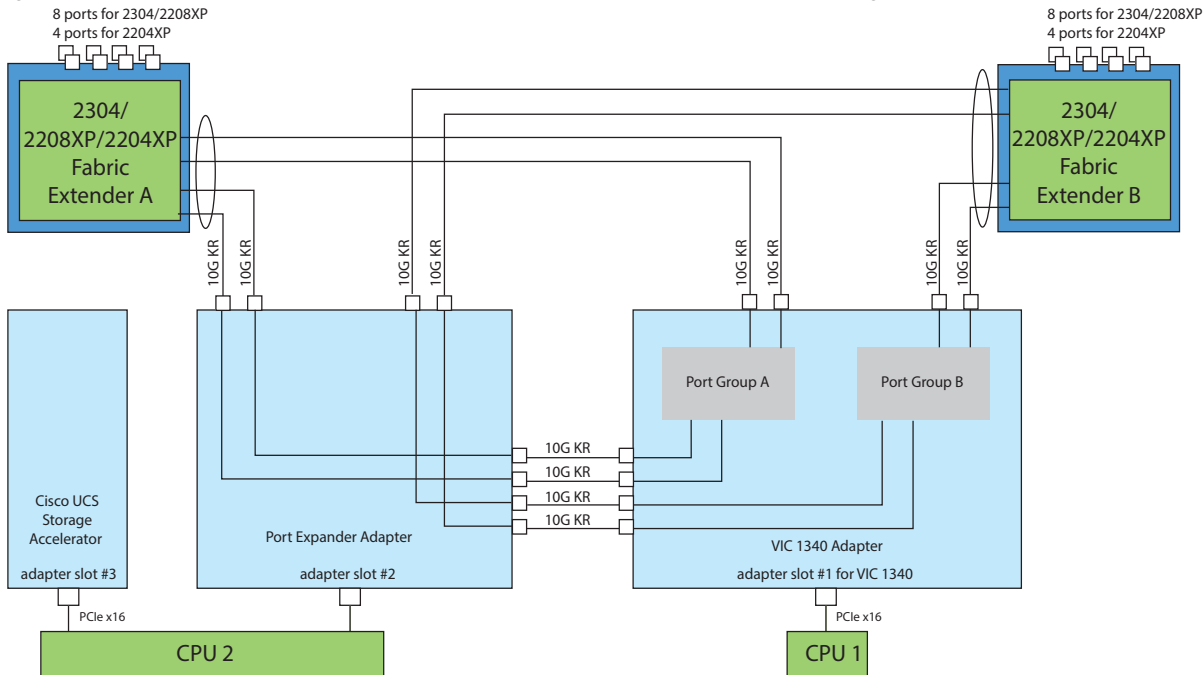 8 ports for 2304/2208XP
4 ports for 2204XP
8 ports for 2304/2208XP
4 ports for 2204XP
2304/
2208XP/2204XP
Fabric
Extender A
2304/
2208XP/2204XP
Fabric
Extender B
10G KR
10G KR
10G KR
10G KR
10G KR
10G KR
10G KR
10G KR
Port Group A
Port Group B
10G KR
10G KR
10G KR
10G KR
Cisco UCS
Storage
Accelerator
adapter slot #3
Port Expander Adapter
adapter slot #2
VIC 1340 Adapter
adapter slot #1 for VIC 1340
PCIe x16
PCIe x16
CPU 2
CPU 1